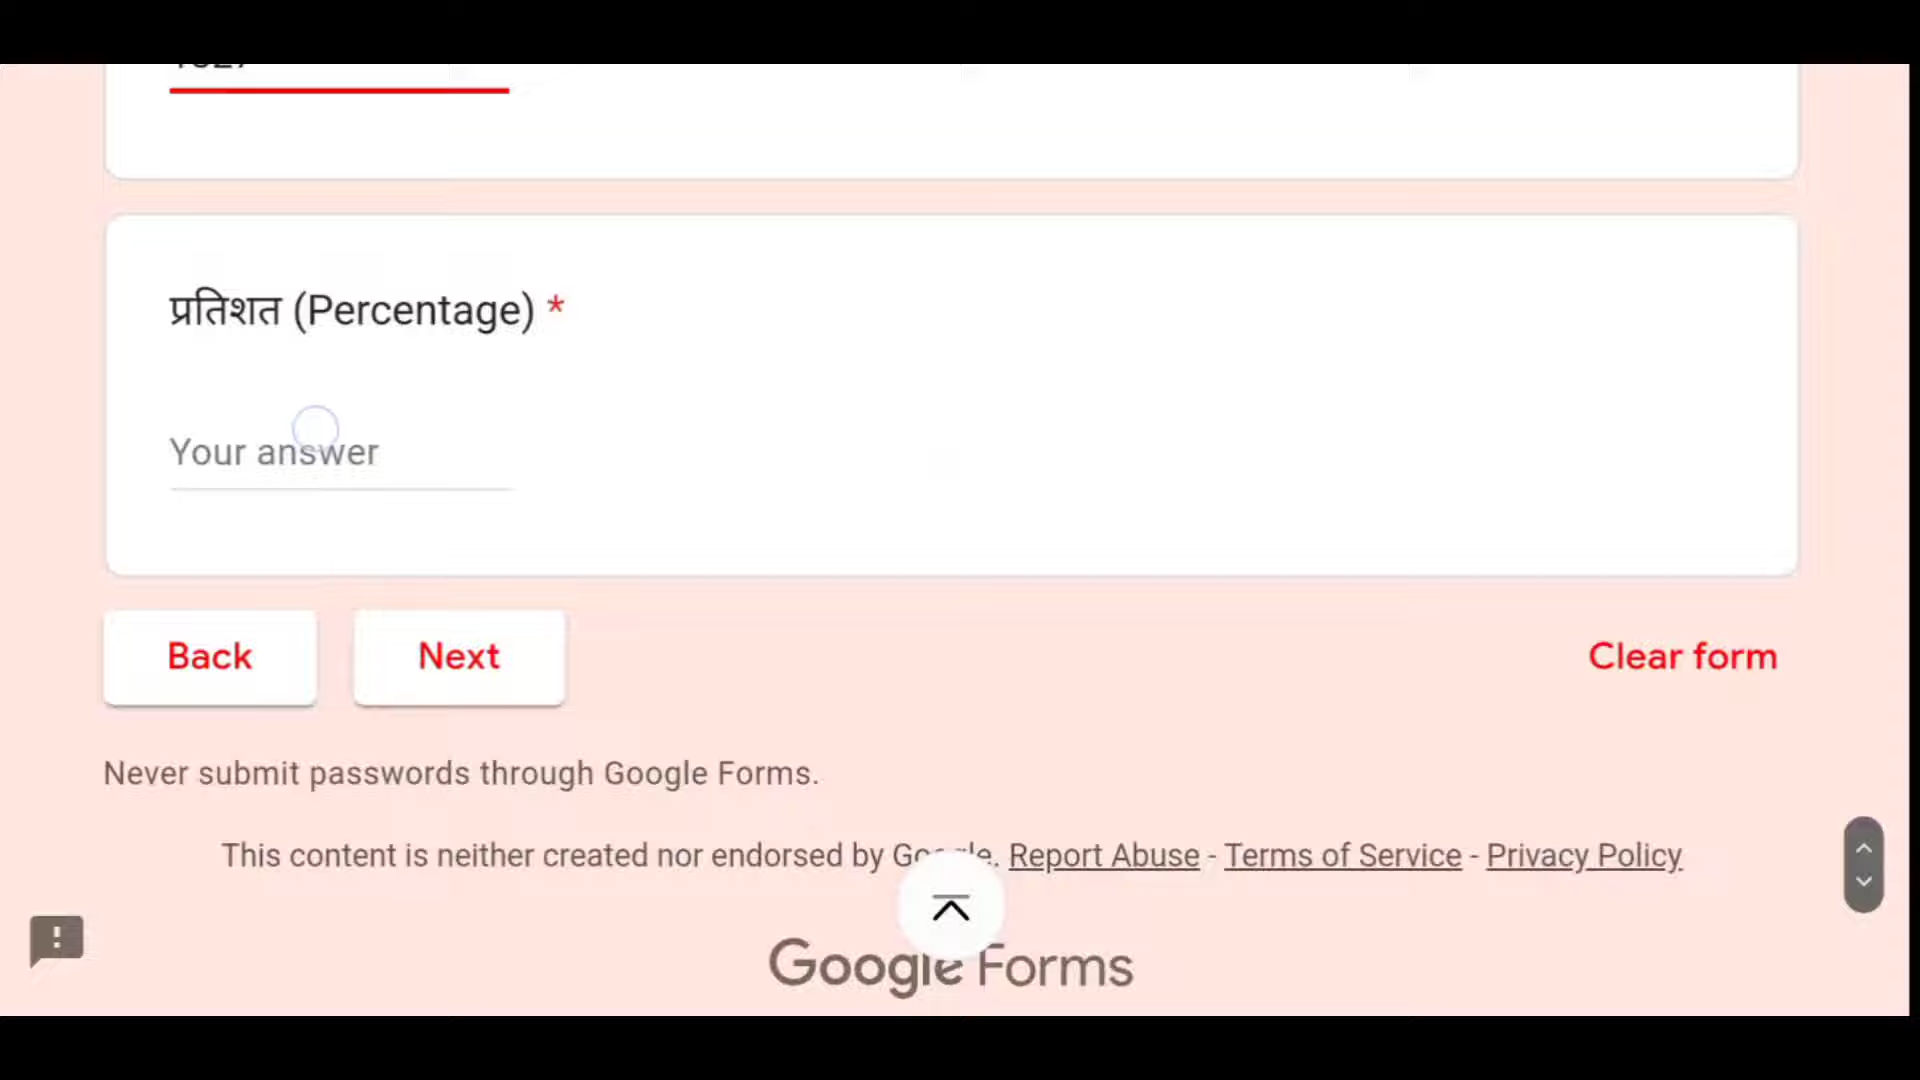 प्रतिशत (Percentage) *
Your answer
Back
Next
Clear form
Never submit passwords through Google Forms.
This content is neither created nor endorsed by Google. Report Abuse - Terms of Service - Privacy Policy
Google Forms